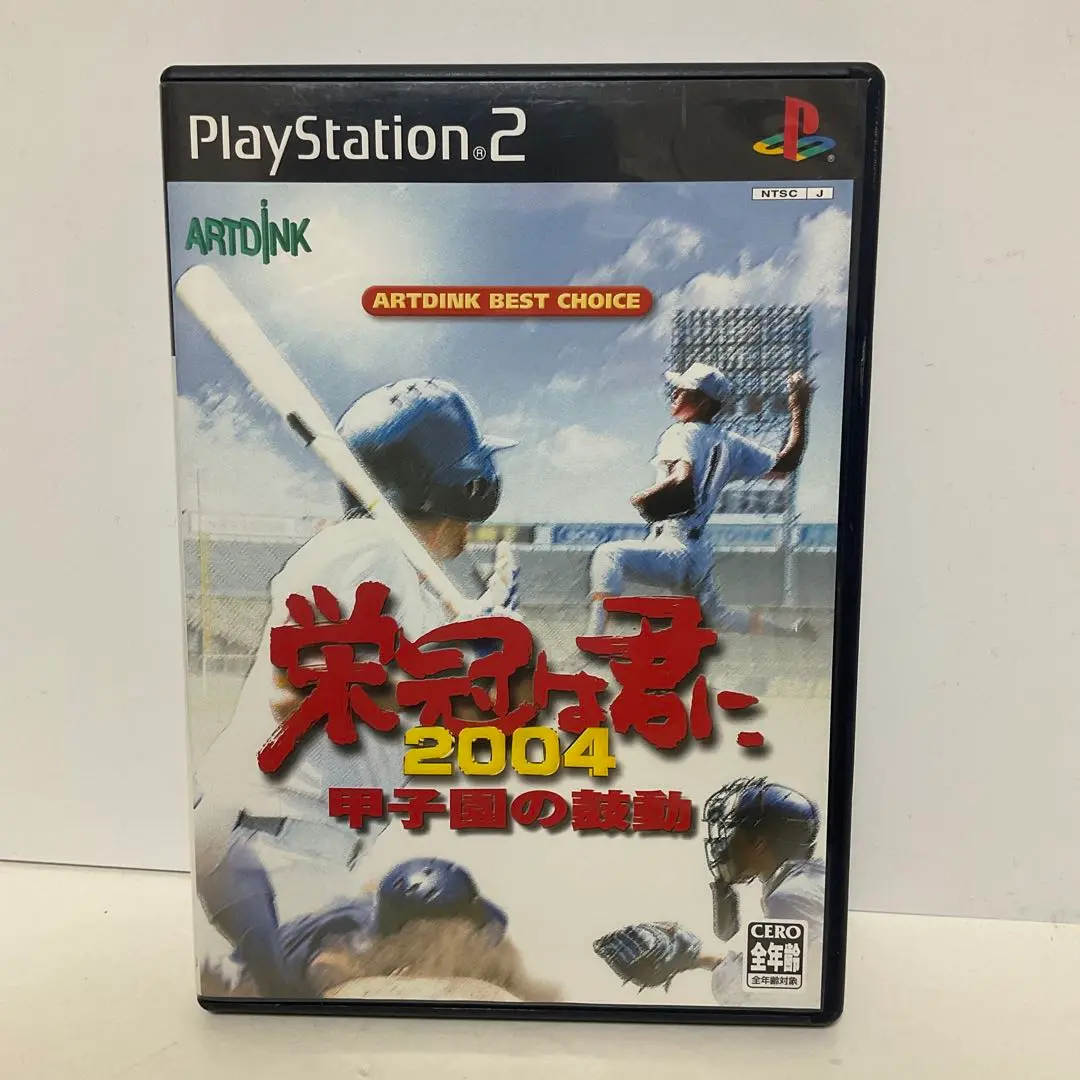 PlayStation®2
NTSC J
ARTDINK
ARTDINK BEST CHOICE
栄冠は君に
2004
甲子園の鼓動
CERO
全年齢
全年齢対象